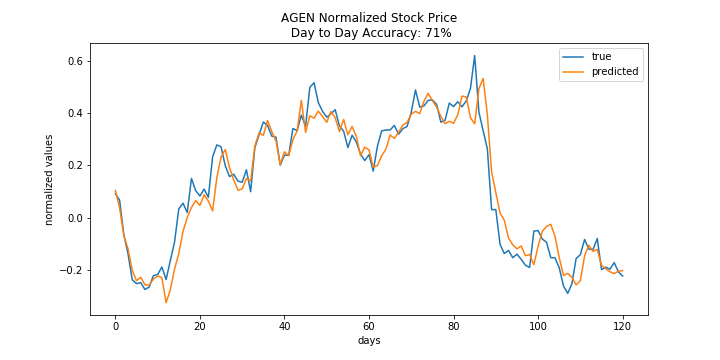 AGEN Normalized Stock Price
Day to Day Accuracy: 71%
true
predicted
normalized values
0.6
0.4
0.2
0.0
−0.2
0
20
40
60
80
100
120
days